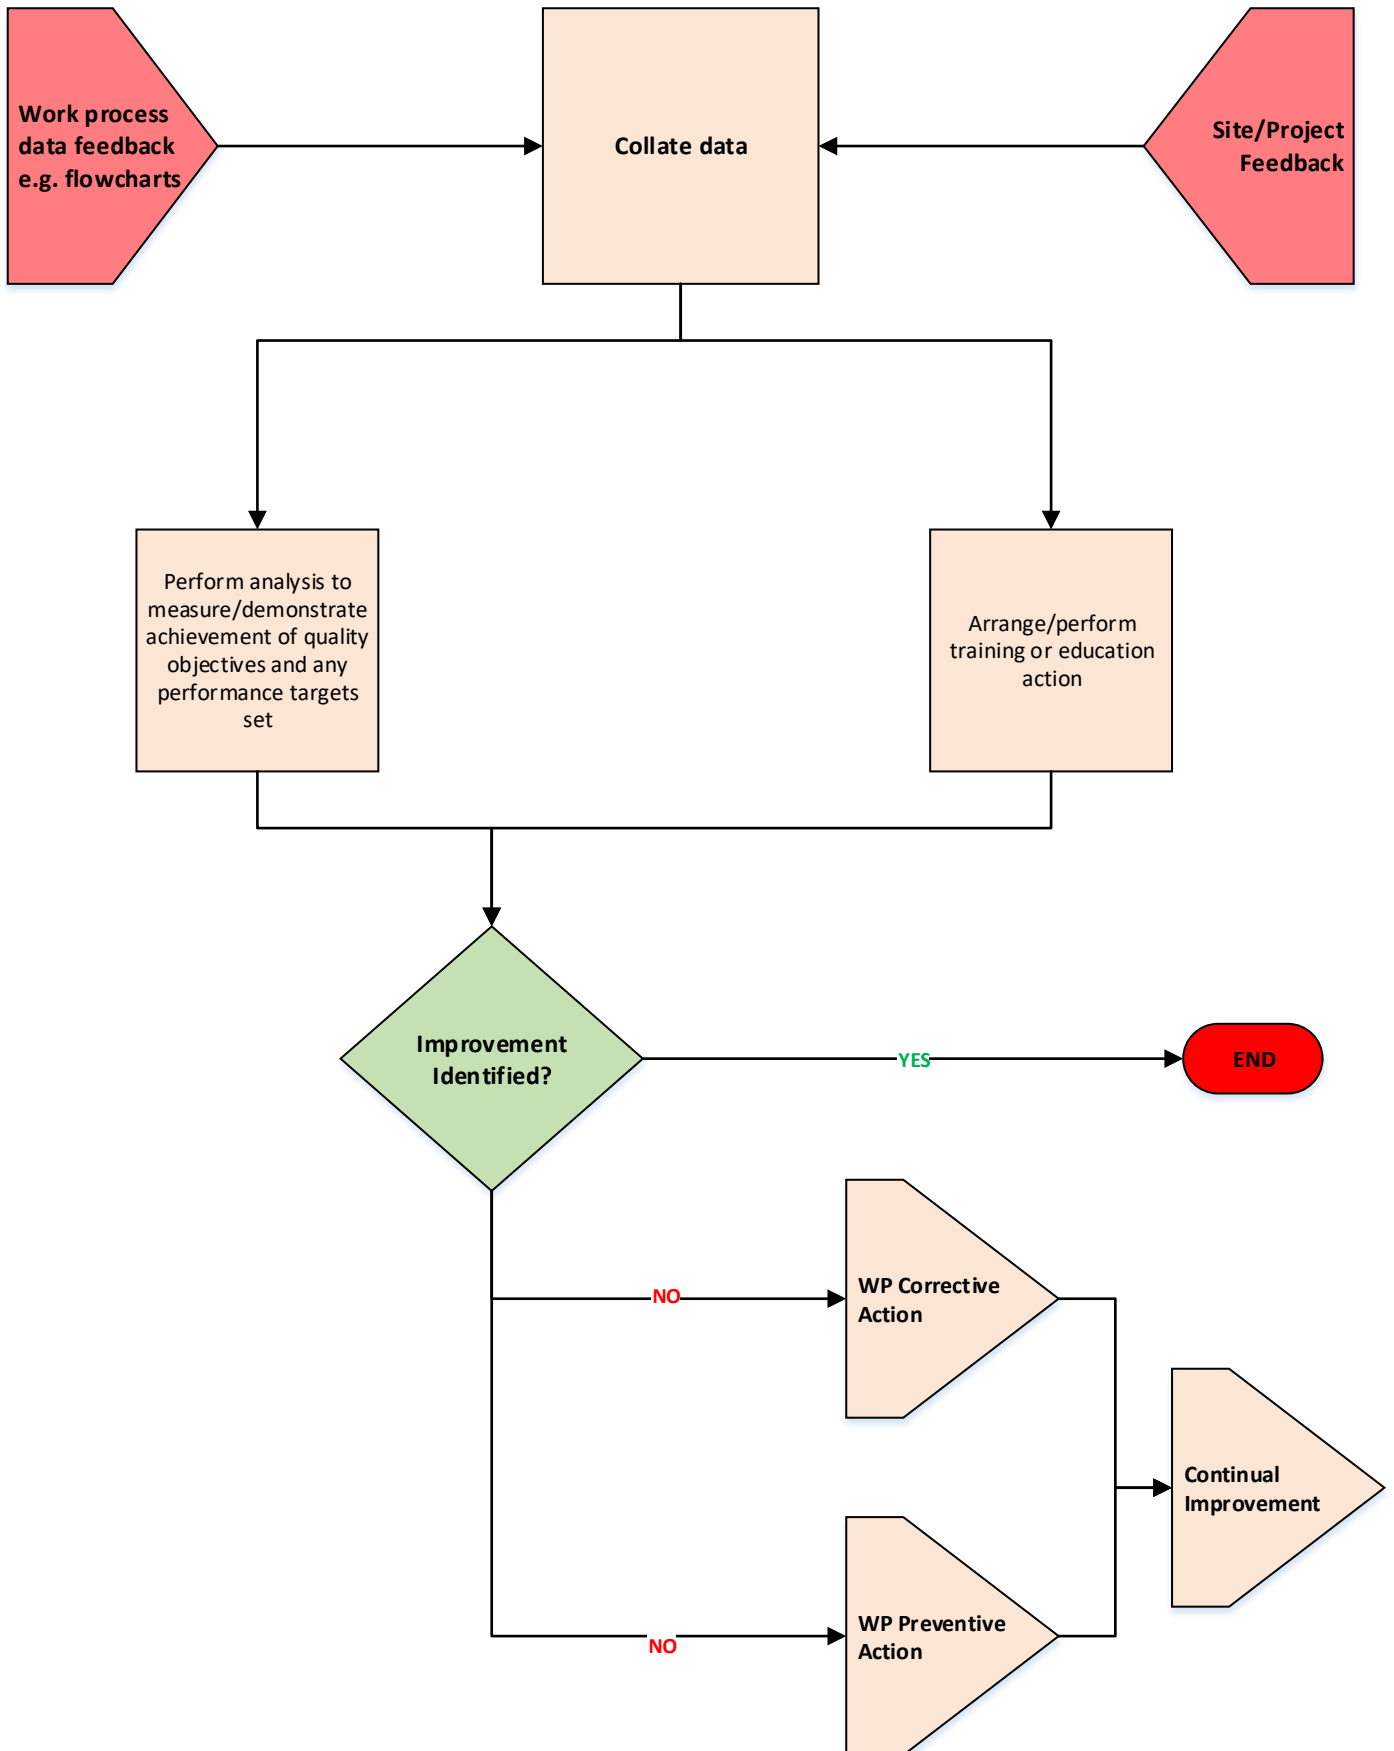 Work process
data feedback
e.g. flowcharts
Collate data
Site/Project
Feedback
Perform analysis to
measure/demonstrate
achievement of quality
objectives and any
performance targets
set
Arrange/perform
training or education
action
Improvement
Identified?
YES
END
NO
WP Corrective
Action
Continual
Improvement
NO
WP Preventive
Action